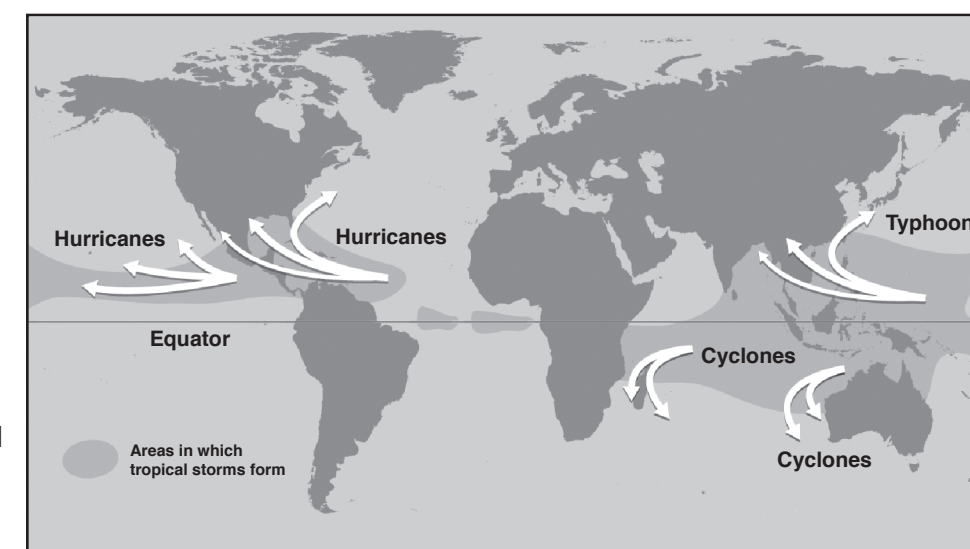 Hurricanes
Hurricanes
Typhoon
Equator
Cyclones
Areas in which
tropical storms form
Cyclones